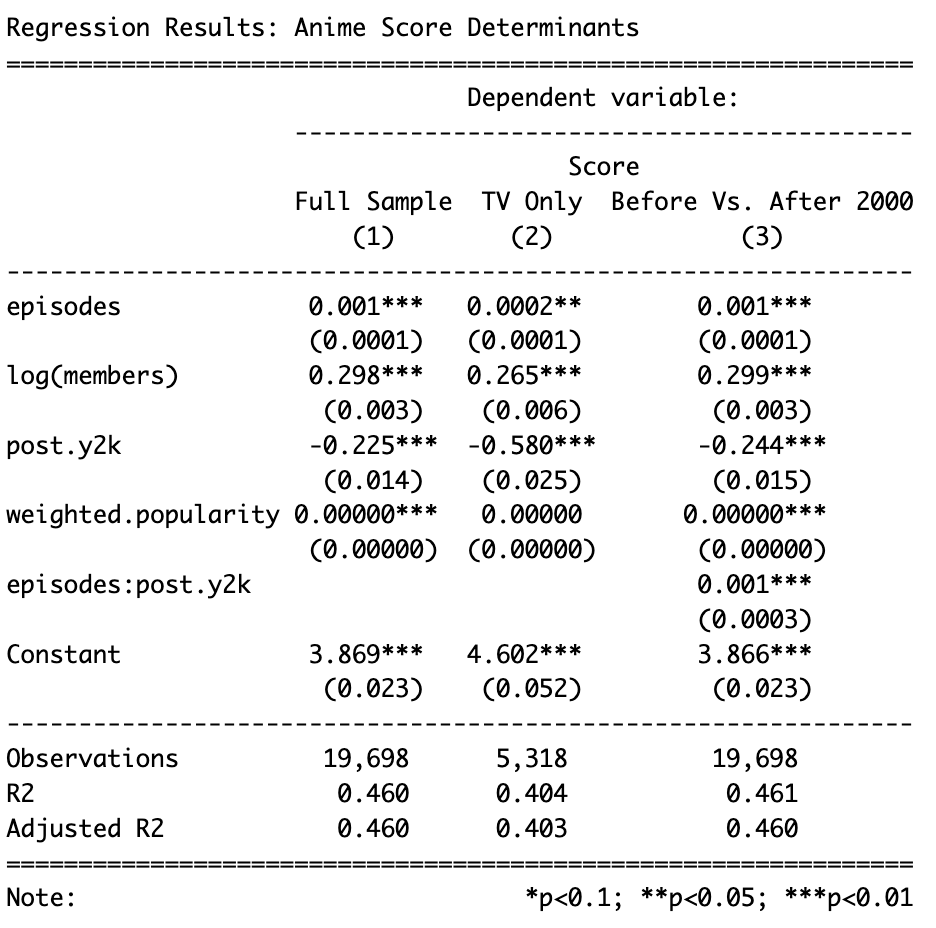 Regression Results: Anime Score Determinants
================================================================
Dependent variable:
-------------------------------------------
Score
Full Sample TV Only Before Vs. After 2000
(1) (2) (3)
----------------------------------------------------------------
episodes 0.001*** 0.0002** 0.001***
(0.0001) (0.0001) (0.0001)
log(members) 0.298*** 0.265*** 0.299***
(0.003) (0.006) (0.003)
post.y2k -0.225*** -0.580*** -0.244***
(0.014) (0.025) (0.015)
weighted.popularity 0.00000*** 0.00000 0.00000***
(0.00000) (0.00000) (0.00000)
episodes:post.y2k 0.001***
(0.0003)
Constant 3.869*** 4.602*** 3.866***
(0.023) (0.052) (0.023)
----------------------------------------------------------------
Observations 19,698 5,318 19,698
R2 0.460 0.404 0.461
Adjusted R2 0.460 0.403 0.460
================================================================
Note: *p<0.1; **p<0.05; ***p<0.01